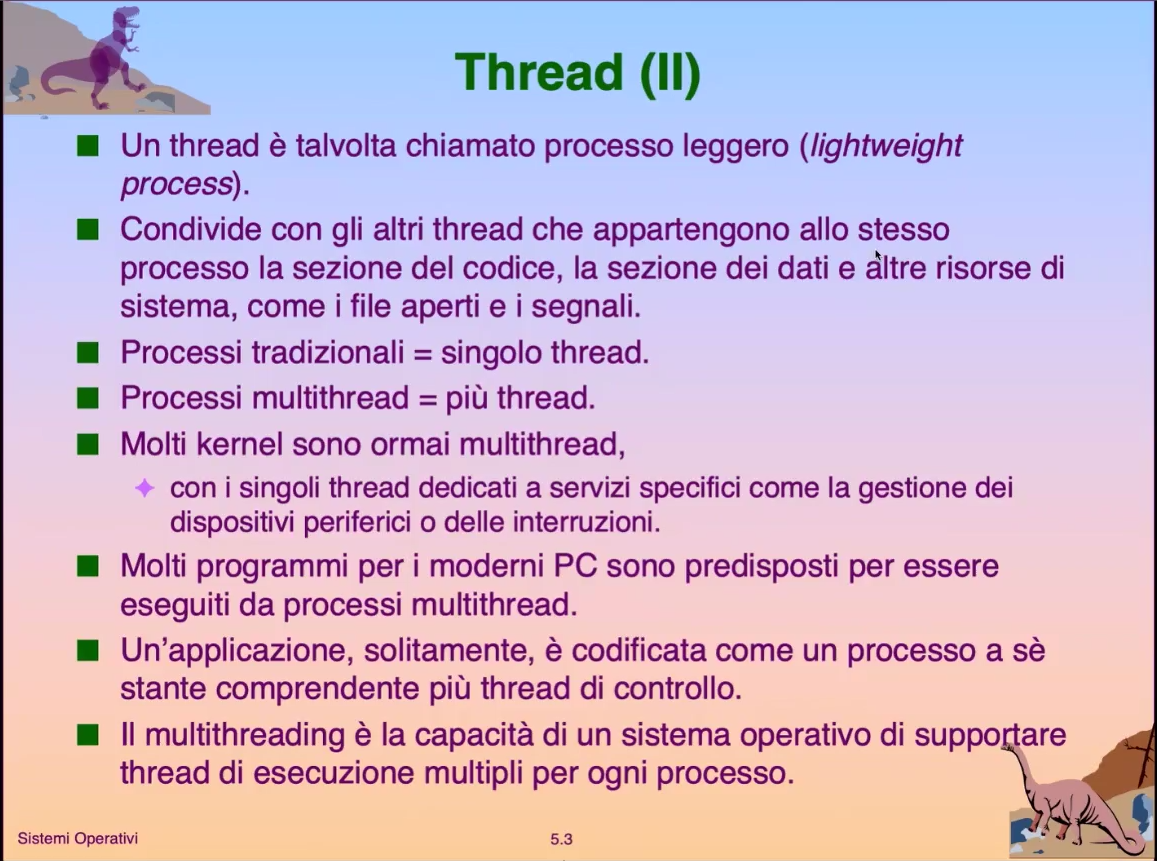 Thread (II)
Un thread è talvolta chiamato processo leggero (lightweight
process).
Condivide con gli altri thread che appartengono allo stesso
processo la sezione del codice, la sezione dei dati e altre risorse di
sistema, come i file aperti e i segnali.
Processi tradizionali = singolo thread.
Processi multithread = più thread.
Molti kernel sono ormai multithread,
con i singoli thread dedicati a servizi specifici come la gestione dei
dispositivi periferici o delle interruzioni.
Molti programmi per i moderni PC sono predisposti per essere
eseguiti da processi multithread.
Un’applicazione, solitamente, è codificata come un processo a sè
stante comprendente più thread di controllo.
Il multithreading è la capacità di un sistema operativo di supportare
thread di esecuzione multipli per ogni processo.
Sistemi Operativi
5.3